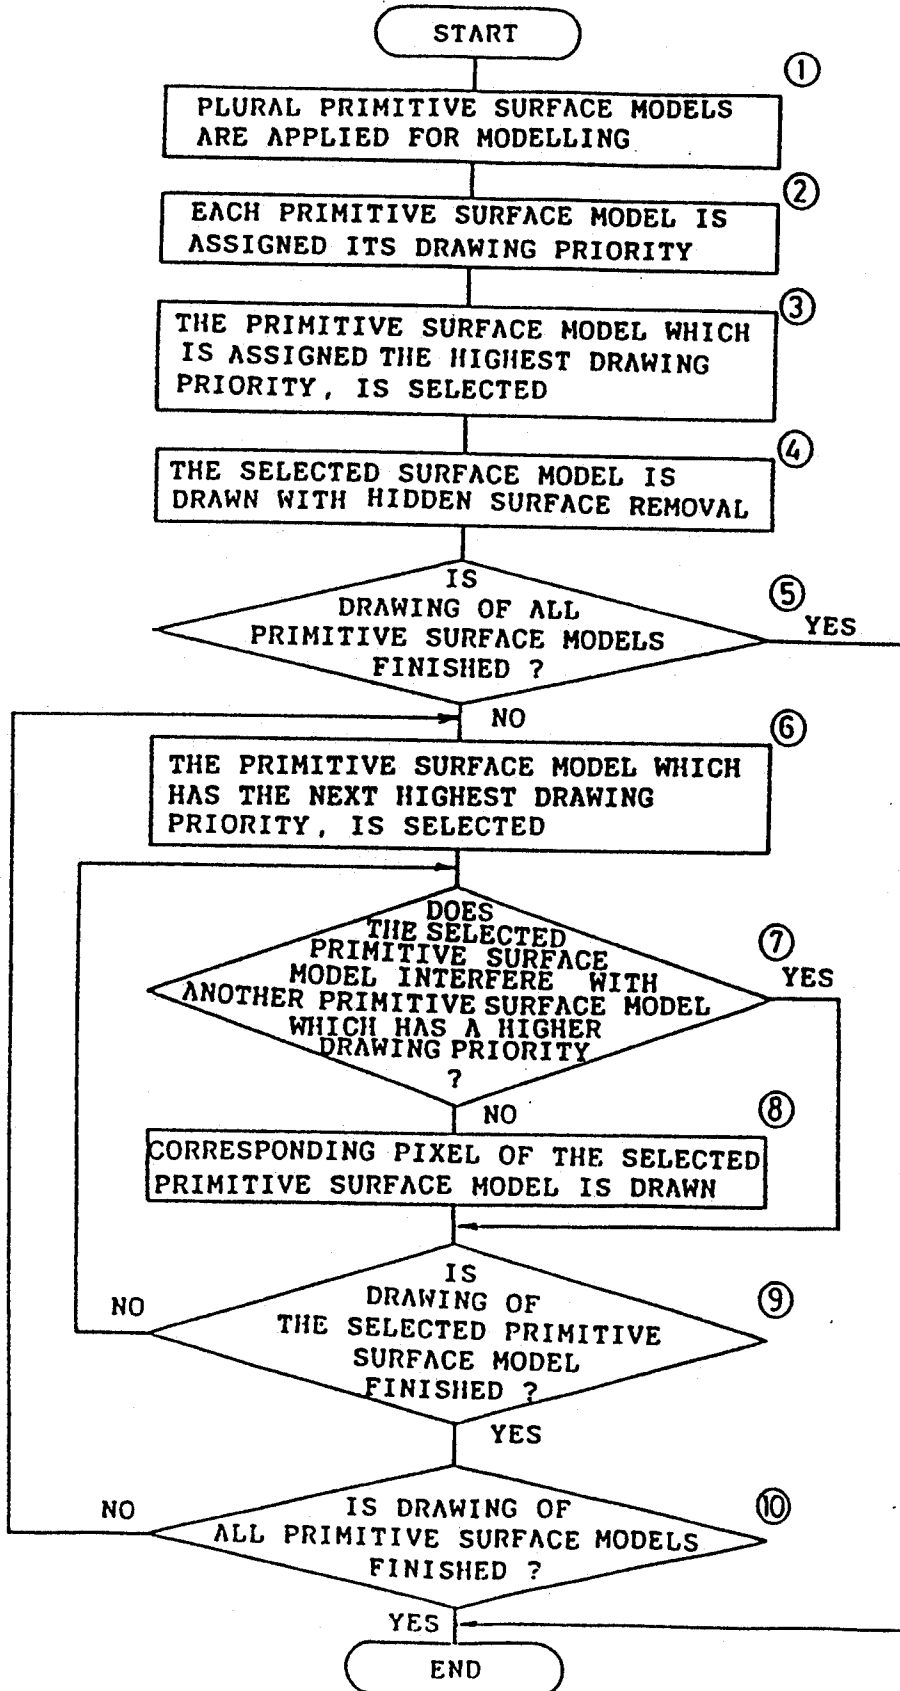 START
①
PLURAL PRIMITIVE SURFACE MODELS
ARE APPLIED FOR MODELLING
②
EACH PRIMITIVE SURFACE MODEL IS
ASSIGNED ITS DRAWING PRIORITY
③
THE PRIMITIVE SURFACE MODEL WHICH
IS ASSIGNED THE HIGHEST DRAWING
PRIORITY, IS SELECTED
④
THE SELECTED SURFACE MODEL IS
DRAWN WITH HIDDEN SURFACE REMOVAL
⑤
IS
DRAWING OF ALL
PRIMITIVE SURFACE MODELS
FINISHED ?
YES
NO
⑥
THE PRIMITIVE SURFACE MODEL WHICH
HAS THE NEXT HIGHEST DRAWING
PRIORITY, IS SELECTED
⑦
DOES
THE SELECTED
PRIMITIVE SURFACE
MODEL INTERFERE WITH
ANOTHER PRIMITIVE SURFACE MODEL
WHICH HAS A HIGHER
DRAWING PRIORITY
?
YES
NO
⑧
CORRESPONDING PIXEL OF THE SELECTED
PRIMITIVE SURFACE MODEL IS DRAWN
⑨
IS
DRAWING OF
THE SELECTED PRIMITIVE
SURFACE MODEL
FINISHED ?
NO
YES
⑩
IS DRAWING OF
ALL PRIMITIVE SURFACE MODELS
FINISHED ?
NO
YES
END